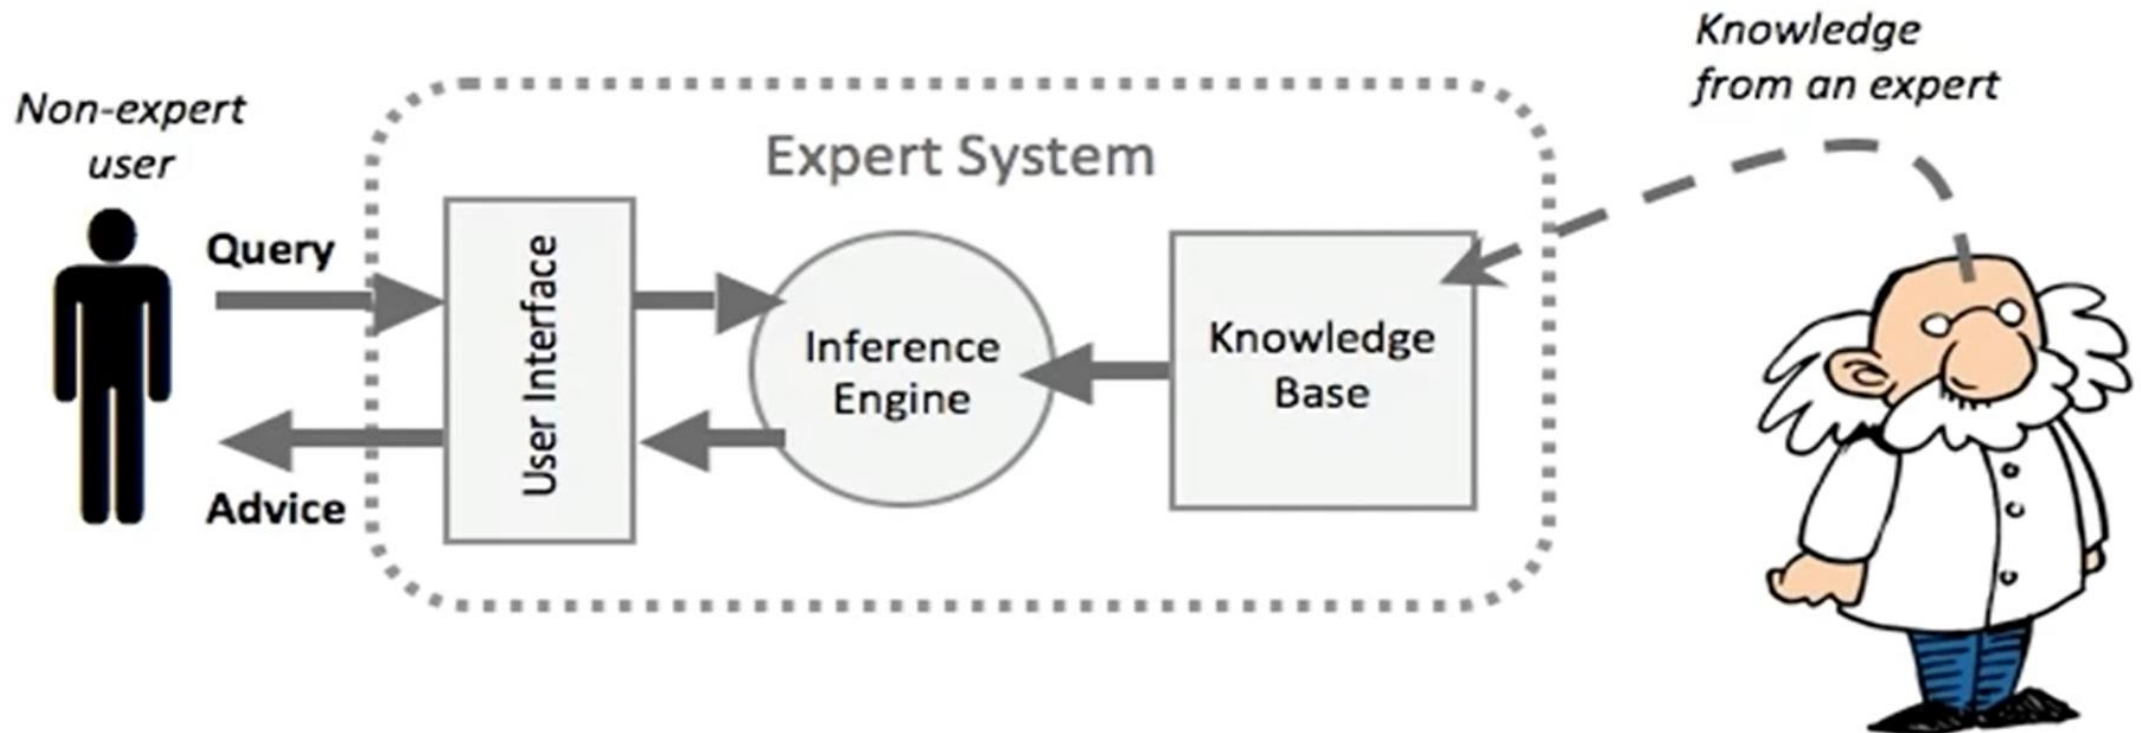 Knowledge
from an expert
Non-expert
user
Expert System
Query
User Interface
Inference
Engine
Knowledge
Base
Advice